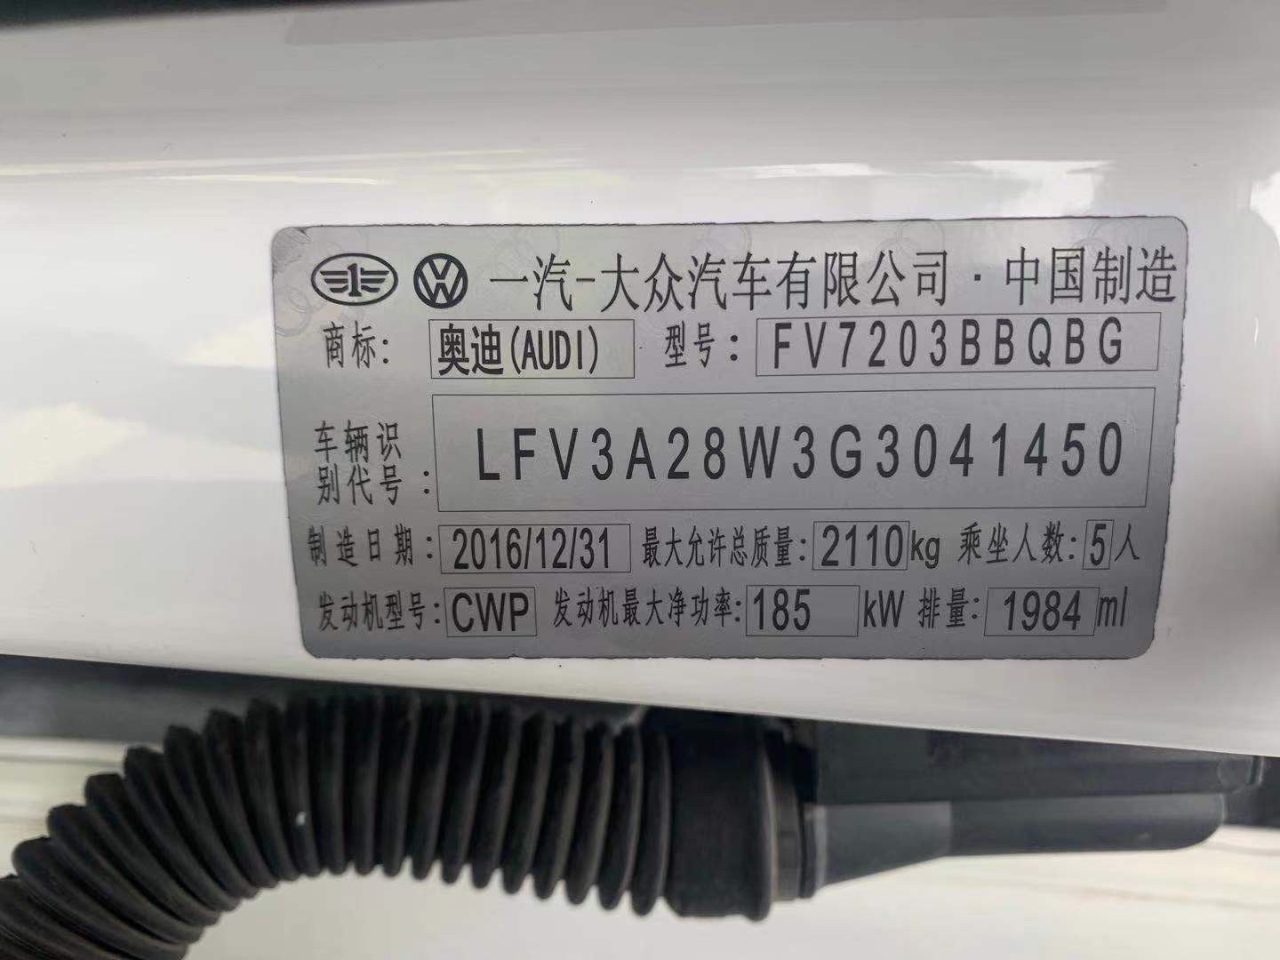 一汽-大众汽车有限公司·中国制造
商标: 奥迪(AUDI) 型号: FV7203BBQBG
车辆识
别代号: LFV3A28W3G3041450
制造日期: 2016/12/31 最大允许总质量: 2110kg 乘坐人数: 5人
发动机型号: CWP 发动机最大净功率: 185 kW 排量: 1984ml